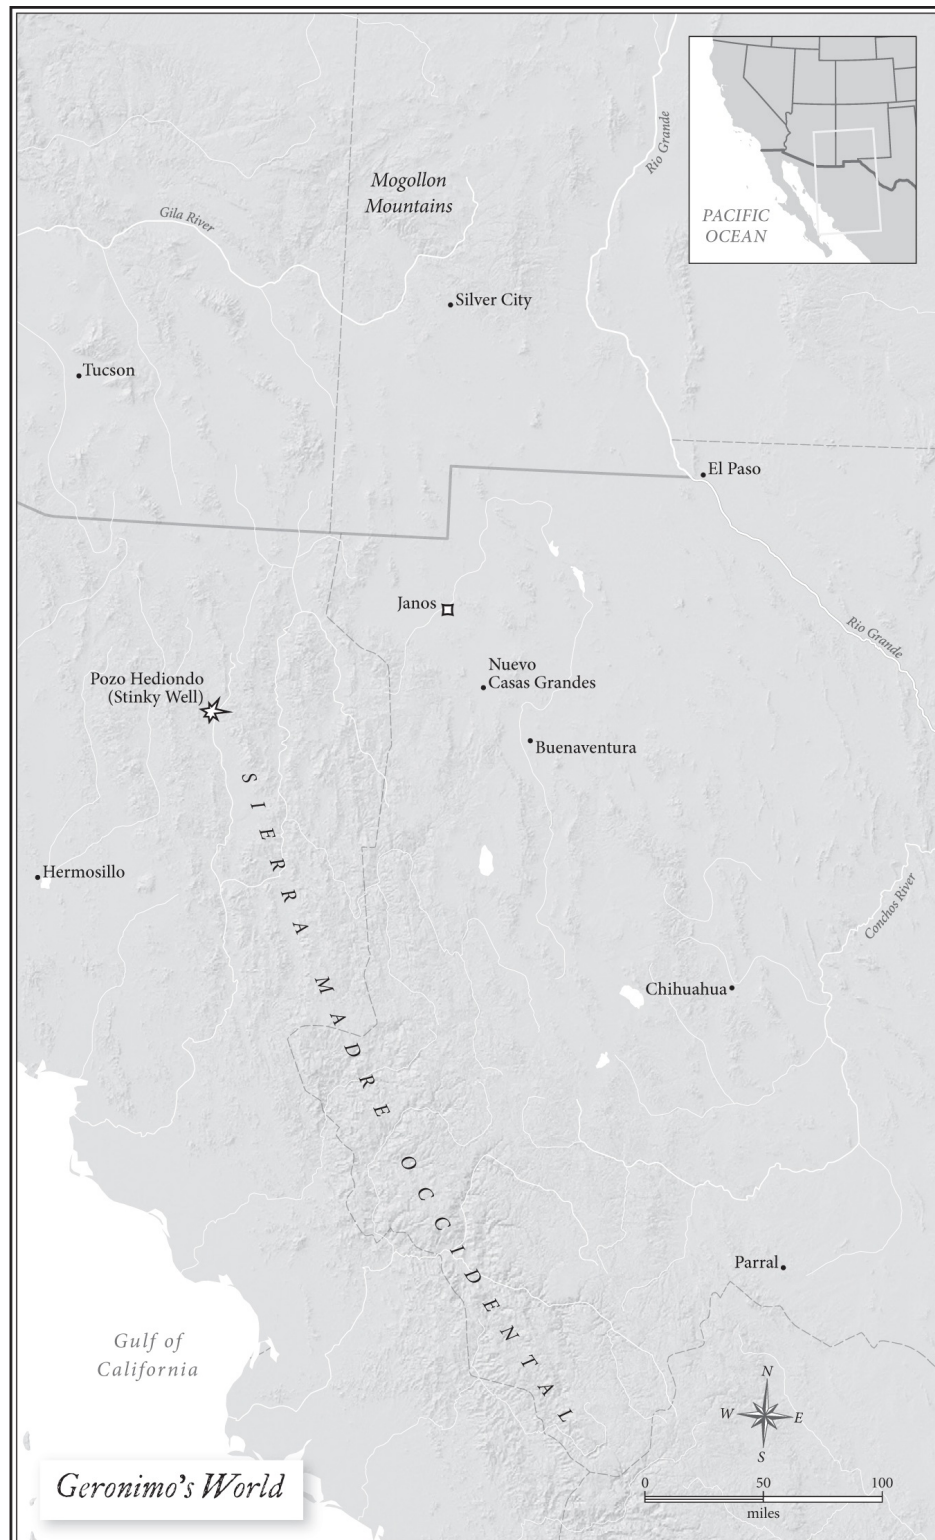 Mogollon
Mountains
Rio Grande
PACIFIC
OCEAN
Gila River
Silver City
Tucson
El Paso
Janos
Rio Grande
Nuevo
Casas Grandes
Pozo Hediondo
(Stinky Well)
Buenaventura
SIERRA MADRE OCCIDENTAL
Hermosillo
Conchos River
Chihuahua
Parral
Gulf of
California
N
W E
S
Geronimo's World
0 50 100
miles